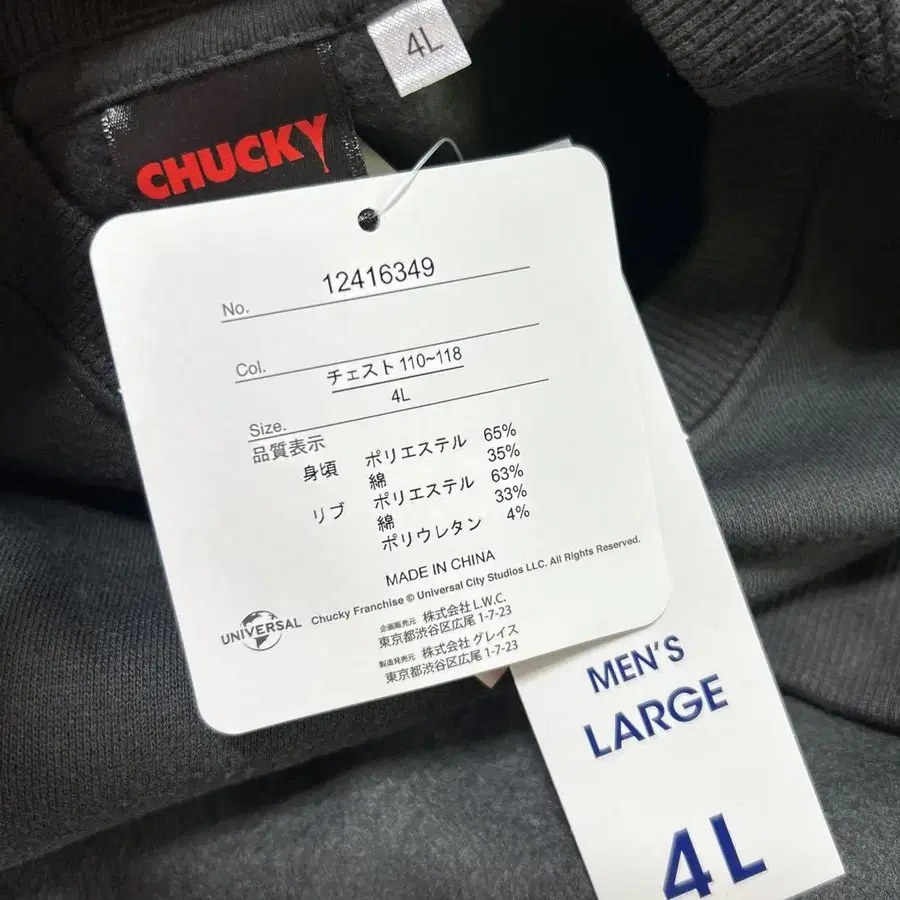 4L
CHUCKY
No. 12416349
Col.
チェスト 110~118
Size. 4L
品質表示
身頃 ポリエステル 65%
綿 35%
リブ ポリエステル 63%
綿 33%
ポリウレタン 4%
MADE IN CHINA
Chucky Franchise © Universal City Studios LLC. All Rights Reserved.
UNIVERSAL
企画販売元 株式会社 L.W.C.
東京都渋谷区広尾 1-7-23
製造発売元 株式会社 グレイス
東京都渋谷区広尾 1-7-23
MEN'S
LARGE
4L